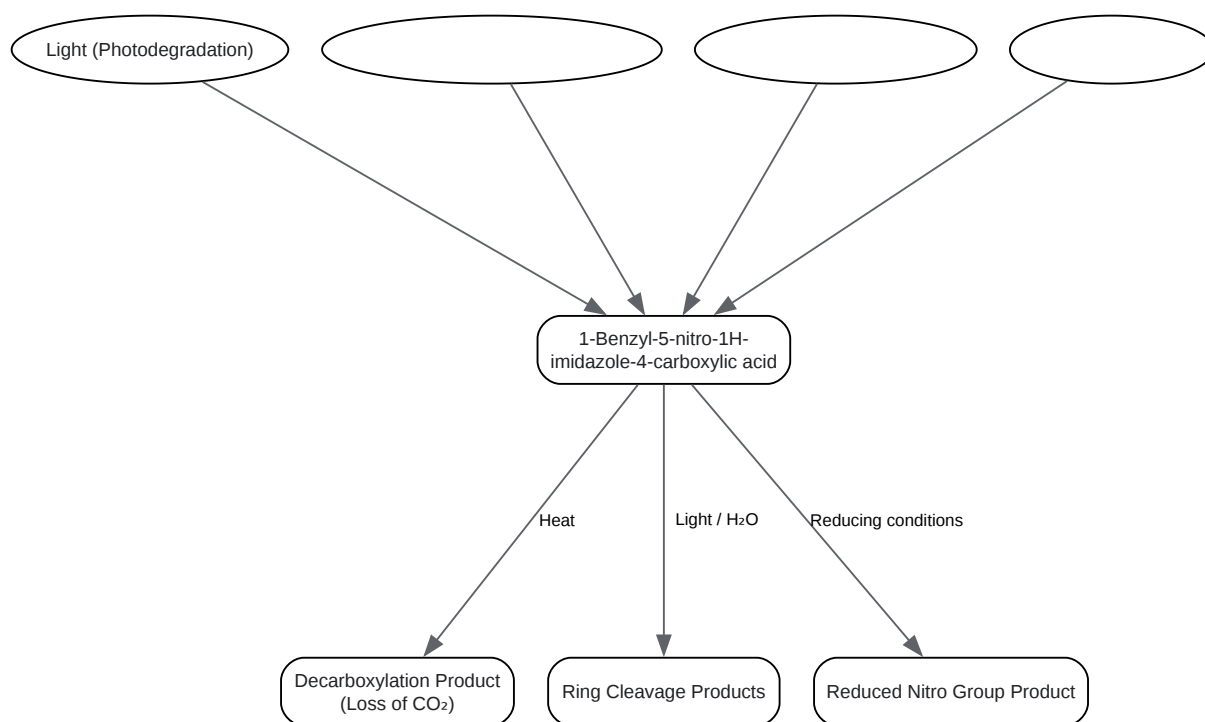 Light (Photodegradation)
1-Benzyl-5-nitro-1H-
imidazole-4-carboxylic acid
Heat
Light / H₂O
Reducing conditions
Decarboxylation Product
(Loss of CO₂)
Ring Cleavage Products
Reduced Nitro Group Product